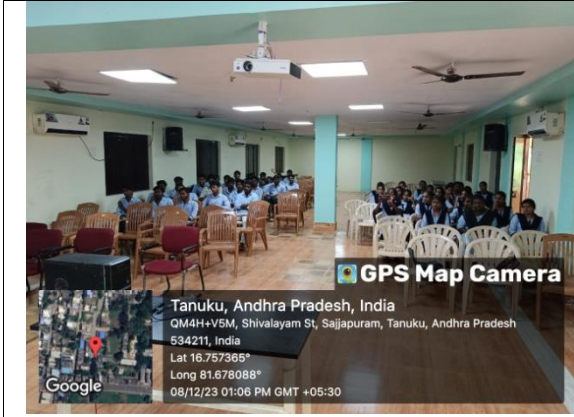 GPS Map Camera
Tanuku, Andhra Pradesh, India
QM4H+V5M, Shivalayam St, Sajjapuram, Tanuku, Andhra Pradesh
534211, India
Lat 16.757365°
Long 81.678088°
08/12/23 01:06 PM GMT +05:30
Google